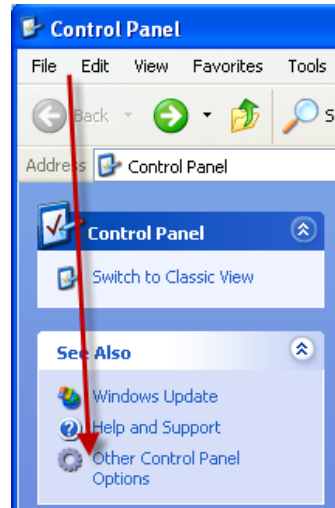 Control Panel
File Edit View Favorites Tools
Back S
Address Control Panel
Control Panel
Switch to Classic View
See Also
Windows Update
Help and Support
Other Control Panel
Options